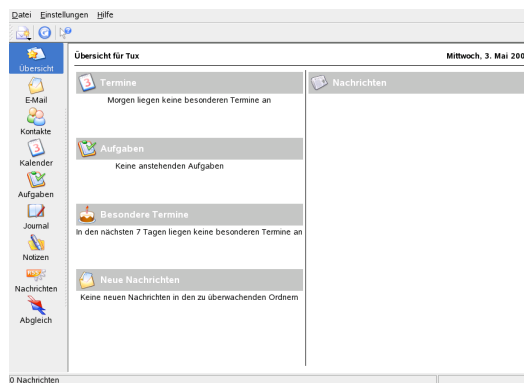 Datei Einstellungen Hilfe
Übersicht
E-Mail
Kontakte
Kalender
Aufgaben
Journal
Notizen
Nachrichten
Abgleich
Übersicht für Tux
Mittwoch, 3. Mai 200
Termine
Morgen liegen keine besonderen Termine an
Aufgaben
Keine anstehenden Aufgaben
Besondere Termine
In den nächsten 7 Tagen liegen keine besonderen Termine an
Neue Nachrichten
Keine neuen Nachrichten in den zu überwachenden Ordnern
Nachrichten
0 Nachrichten